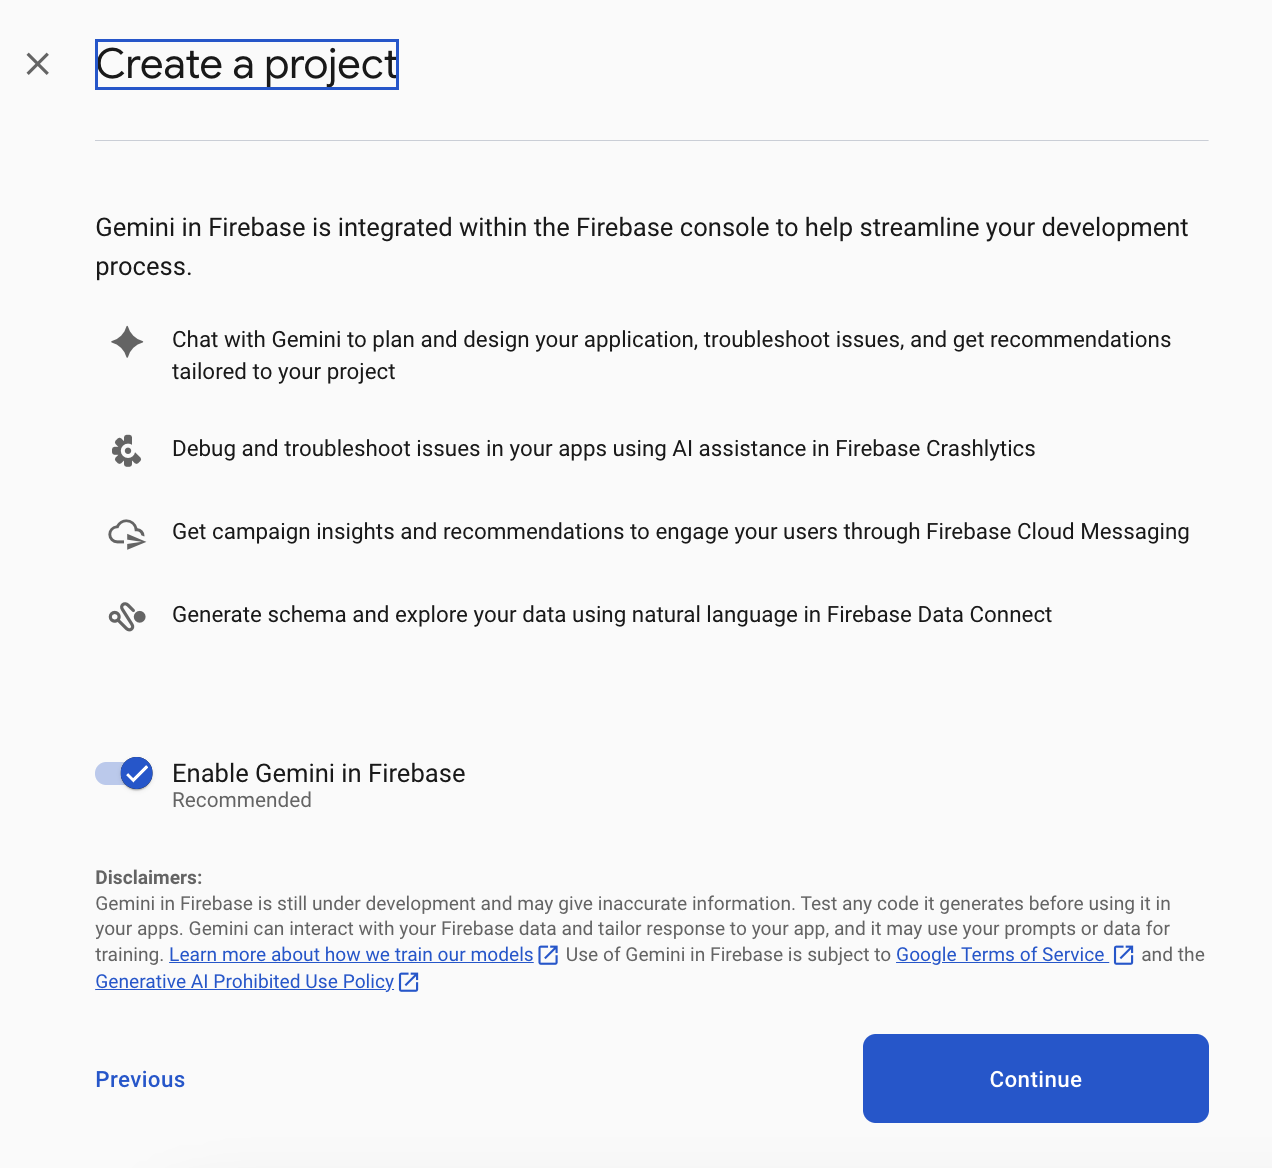 Create a project
Gemini in Firebase is integrated within the Firebase console to help streamline your development
process.
Chat with Gemini to plan and design your application, troubleshoot issues, and get recommendations
tailored to your project
Debug and troubleshoot issues in your apps using AI assistance in Firebase Crashlytics
Get campaign insights and recommendations to engage your users through Firebase Cloud Messaging
Generate schema and explore your data using natural language in Firebase Data Connect
Enable Gemini in Firebase
Recommended
Disclaimers:
Gemini in Firebase is still under development and may give inaccurate information. Test any code it generates before using it in
your apps. Gemini can interact with your Firebase data and tailor response to your app, and it may use your prompts or data for
training. Learn more about how we train our models Use of Gemini in Firebase is subject to Google Terms of Service and the
Generative AI Prohibited Use Policy
Previous
Continue